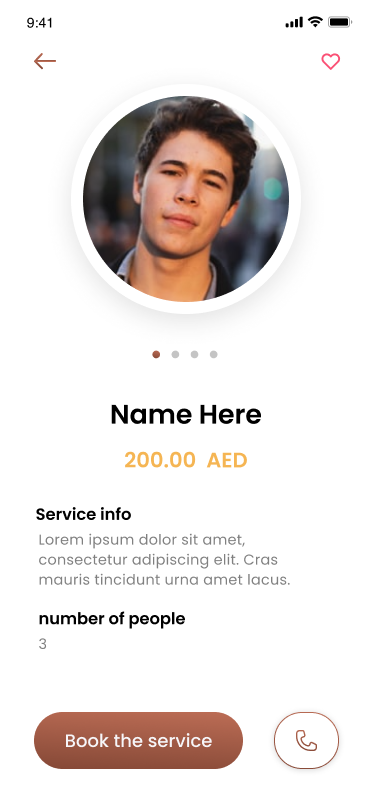 9:41
Name Here
200.00 AED
Service info
Lorem ipsum dolor sit amet,
consectetur adipiscing elit. Cras
mauris tincidunt urna amet lacus.
number of people
3
Book the service